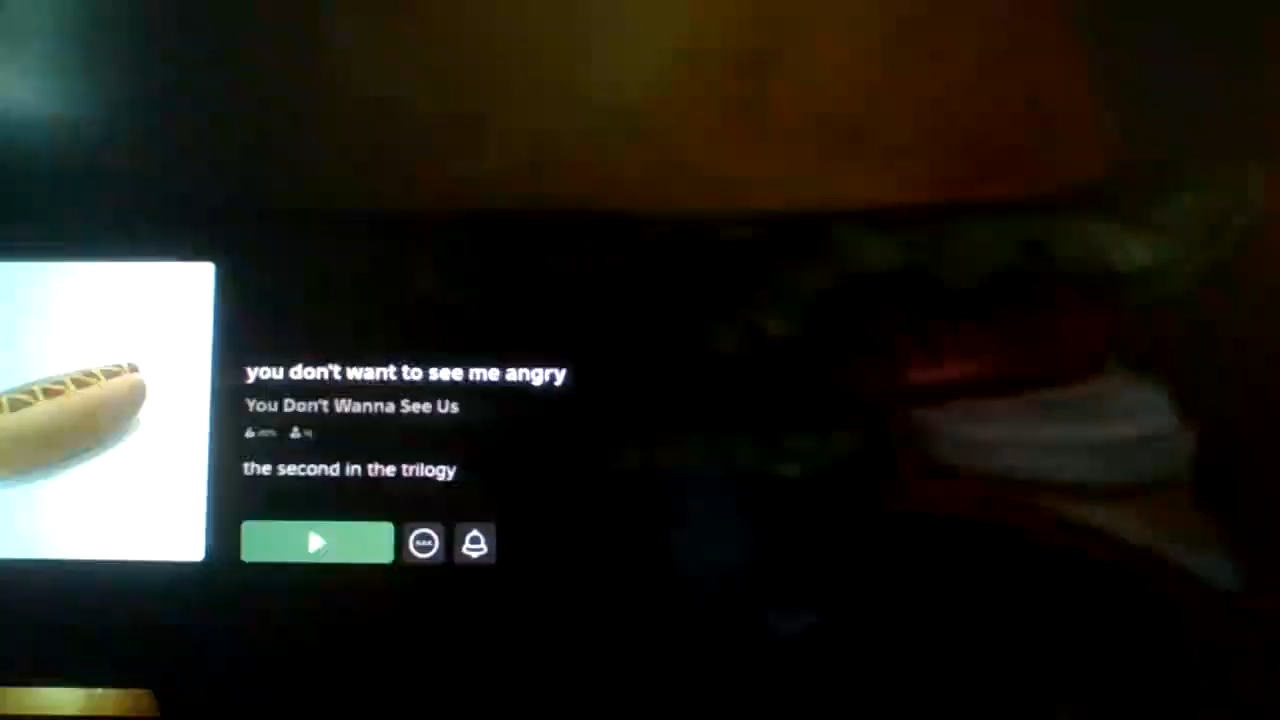 you don't want to see me angry
You Don't Wanna See Us
the second in the trilogy